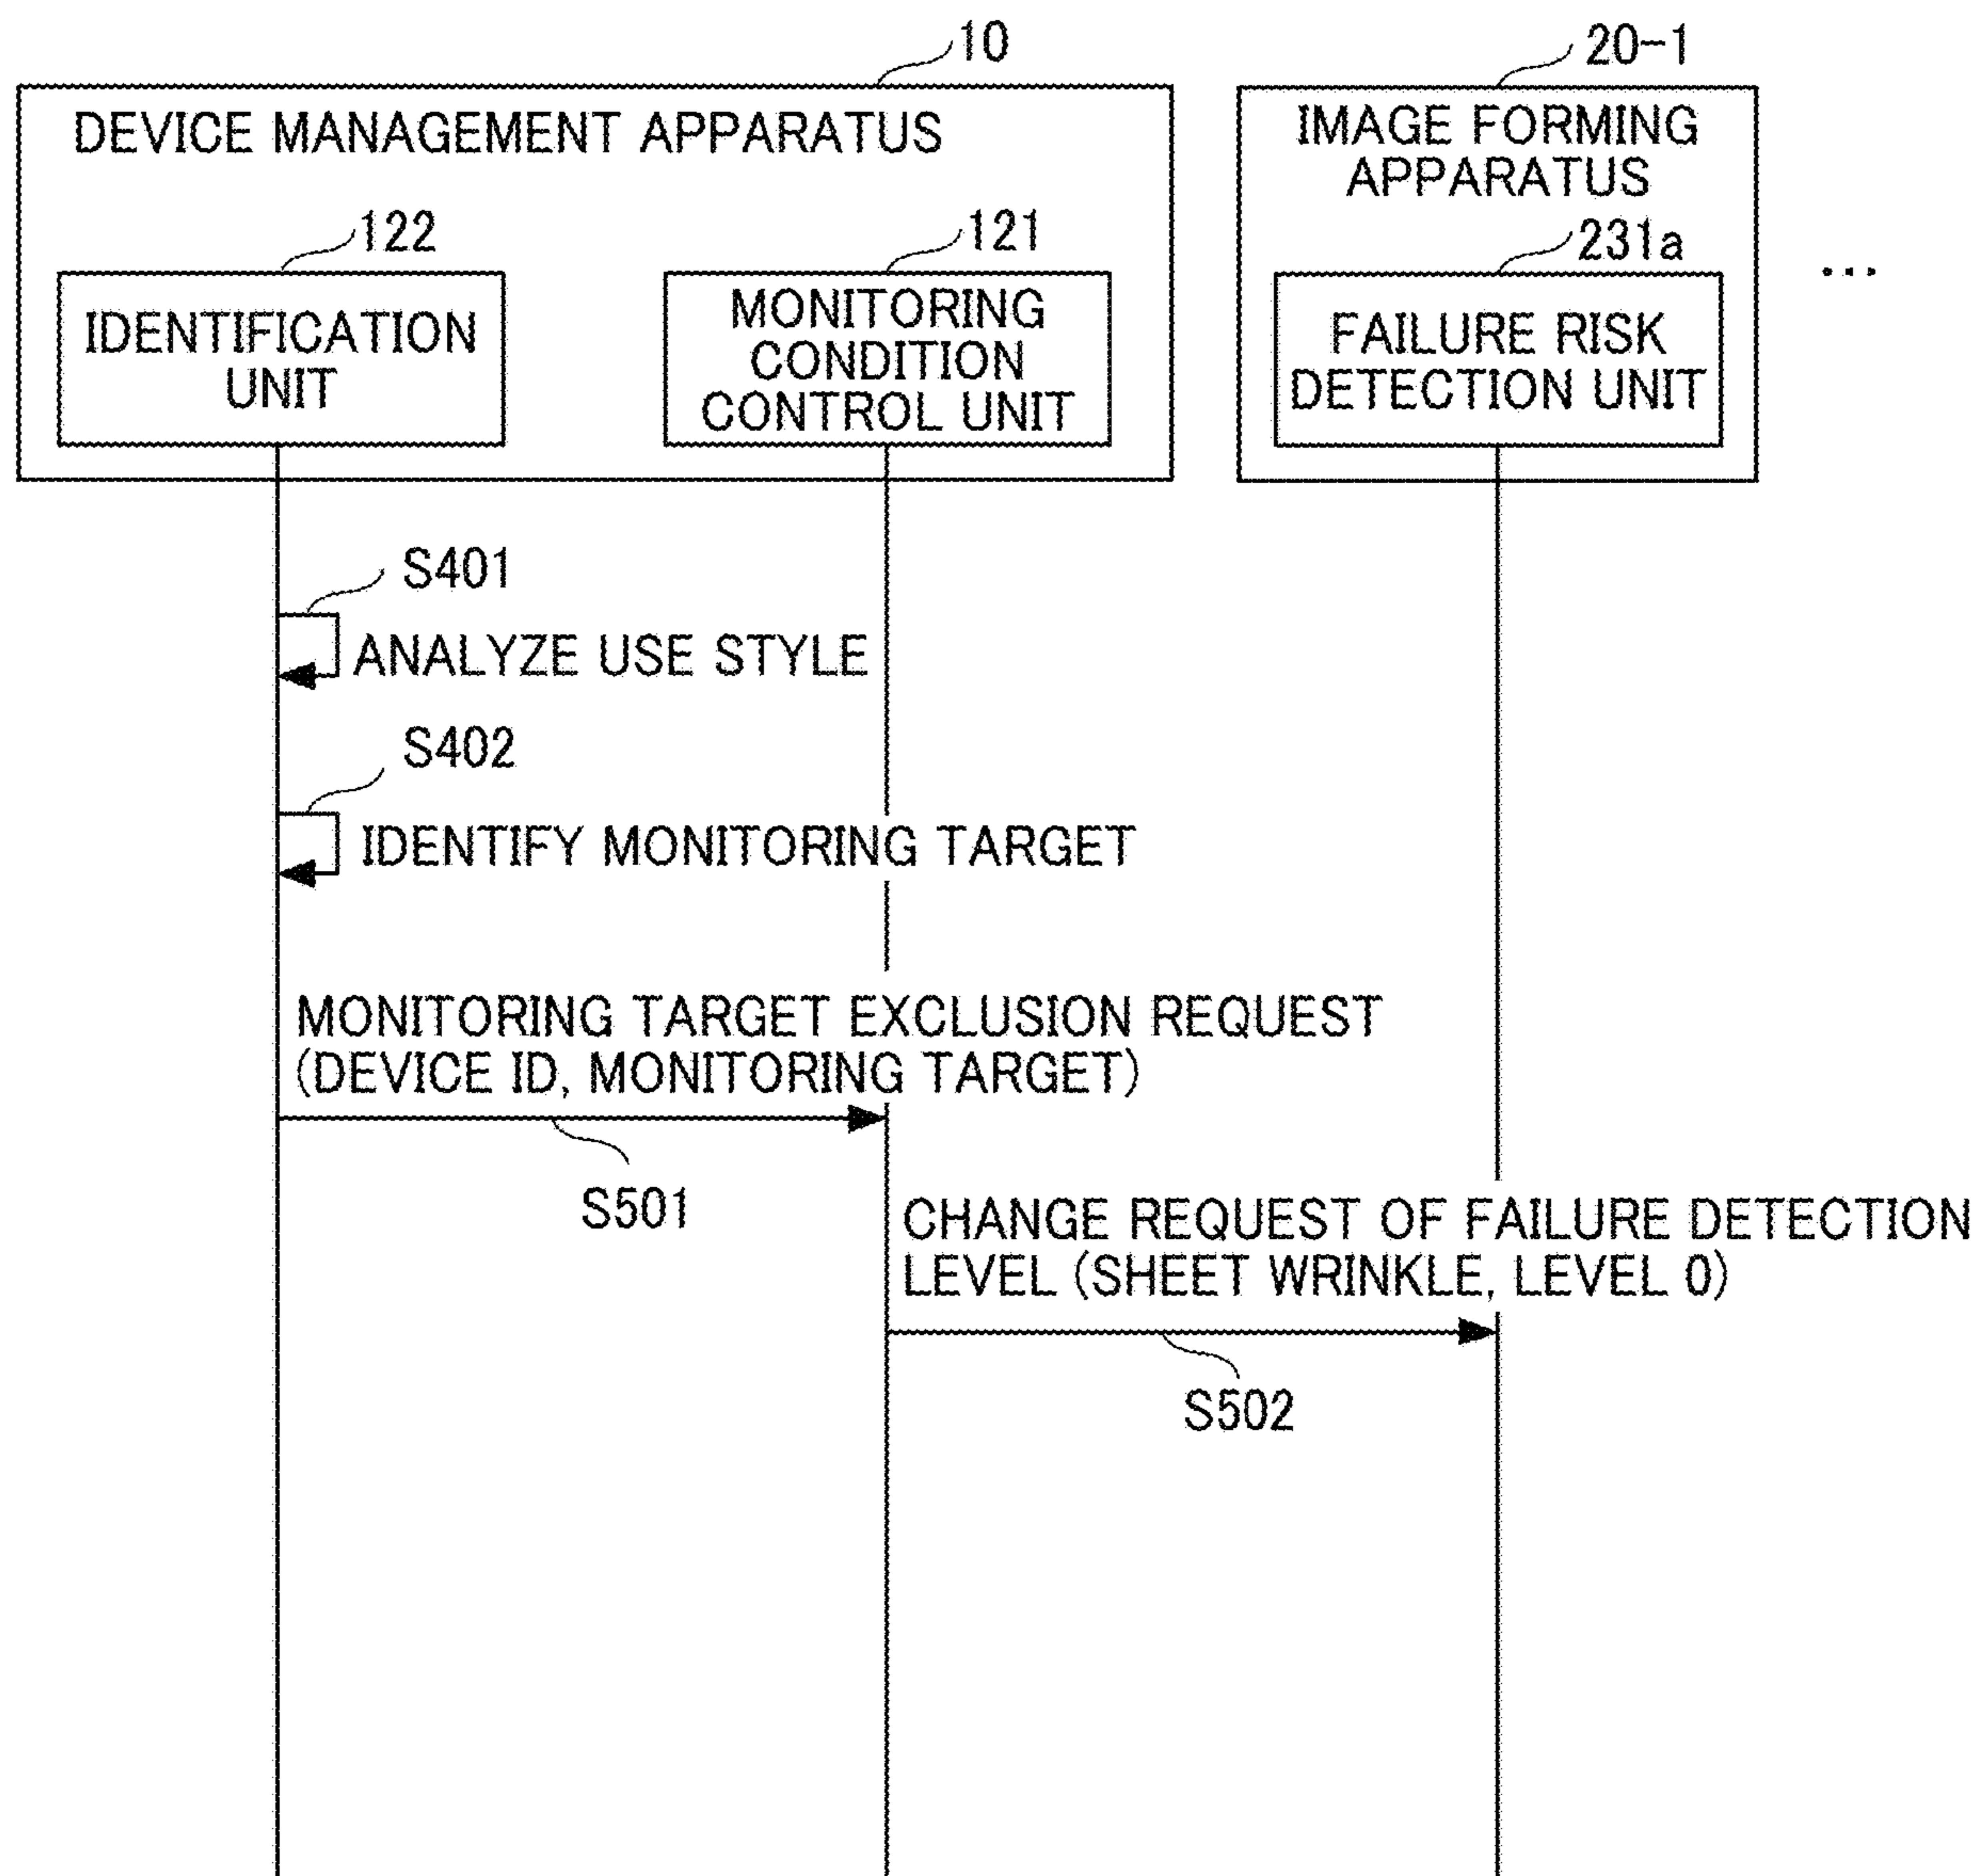 10
20-1
DEVICE MANAGEMENT APPARATUS
IMAGE FORMING
APPARATUS
122
121
231a
IDENTIFICATION
UNIT
MONITORING
CONDITION
CONTROL UNIT
FAILURE RISK
DETECTION UNIT
...
S401
ANALYZE USE STYLE
S402
IDENTIFY MONITORING TARGET
MONITORING TARGET EXCLUSION REQUEST
(DEVICE ID, MONITORING TARGET)
S501
CHANGE REQUEST OF FAILURE DETECTION
LEVEL (SHEET WRINKLE, LEVEL 0)
S502